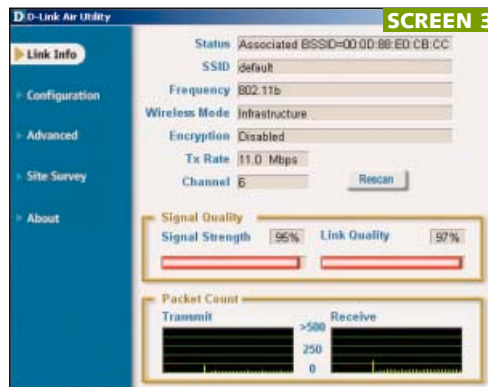 D-Link Air Utility
SCREEN 3
Link Info
Configuration
Advanced
Site Survey
About
Status Associated BSSID=00:0D:88:ED:CB:CC
SSID default
Frequency 802.11b
Wireless Mode Infrastructure
Encryption Disabled
Tx Rate 11.0 Mbps
Channel 6 Rescan
Signal Quality
Signal Strength 96% Link Quality 97%
Packet Count
Transmit Receive
>500
250
0